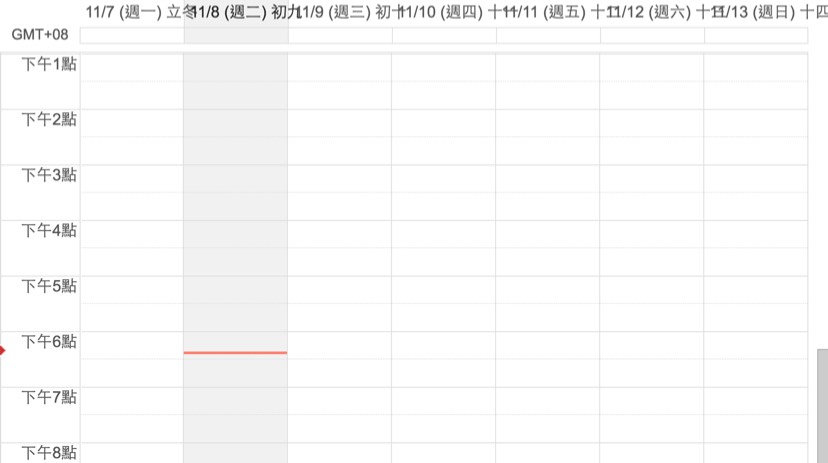 11/7 (週一) 立冬 11/8 (週二) 初九 11/9 (週三) 初十 11/10 (週四) 十一 11/11 (週五) 十二 11/12 (週六) 十三 11/13 (週日) 十四
GMT+08
下午1點
下午2點
下午3點
下午4點
下午5點
下午6點
下午7點
下午8點